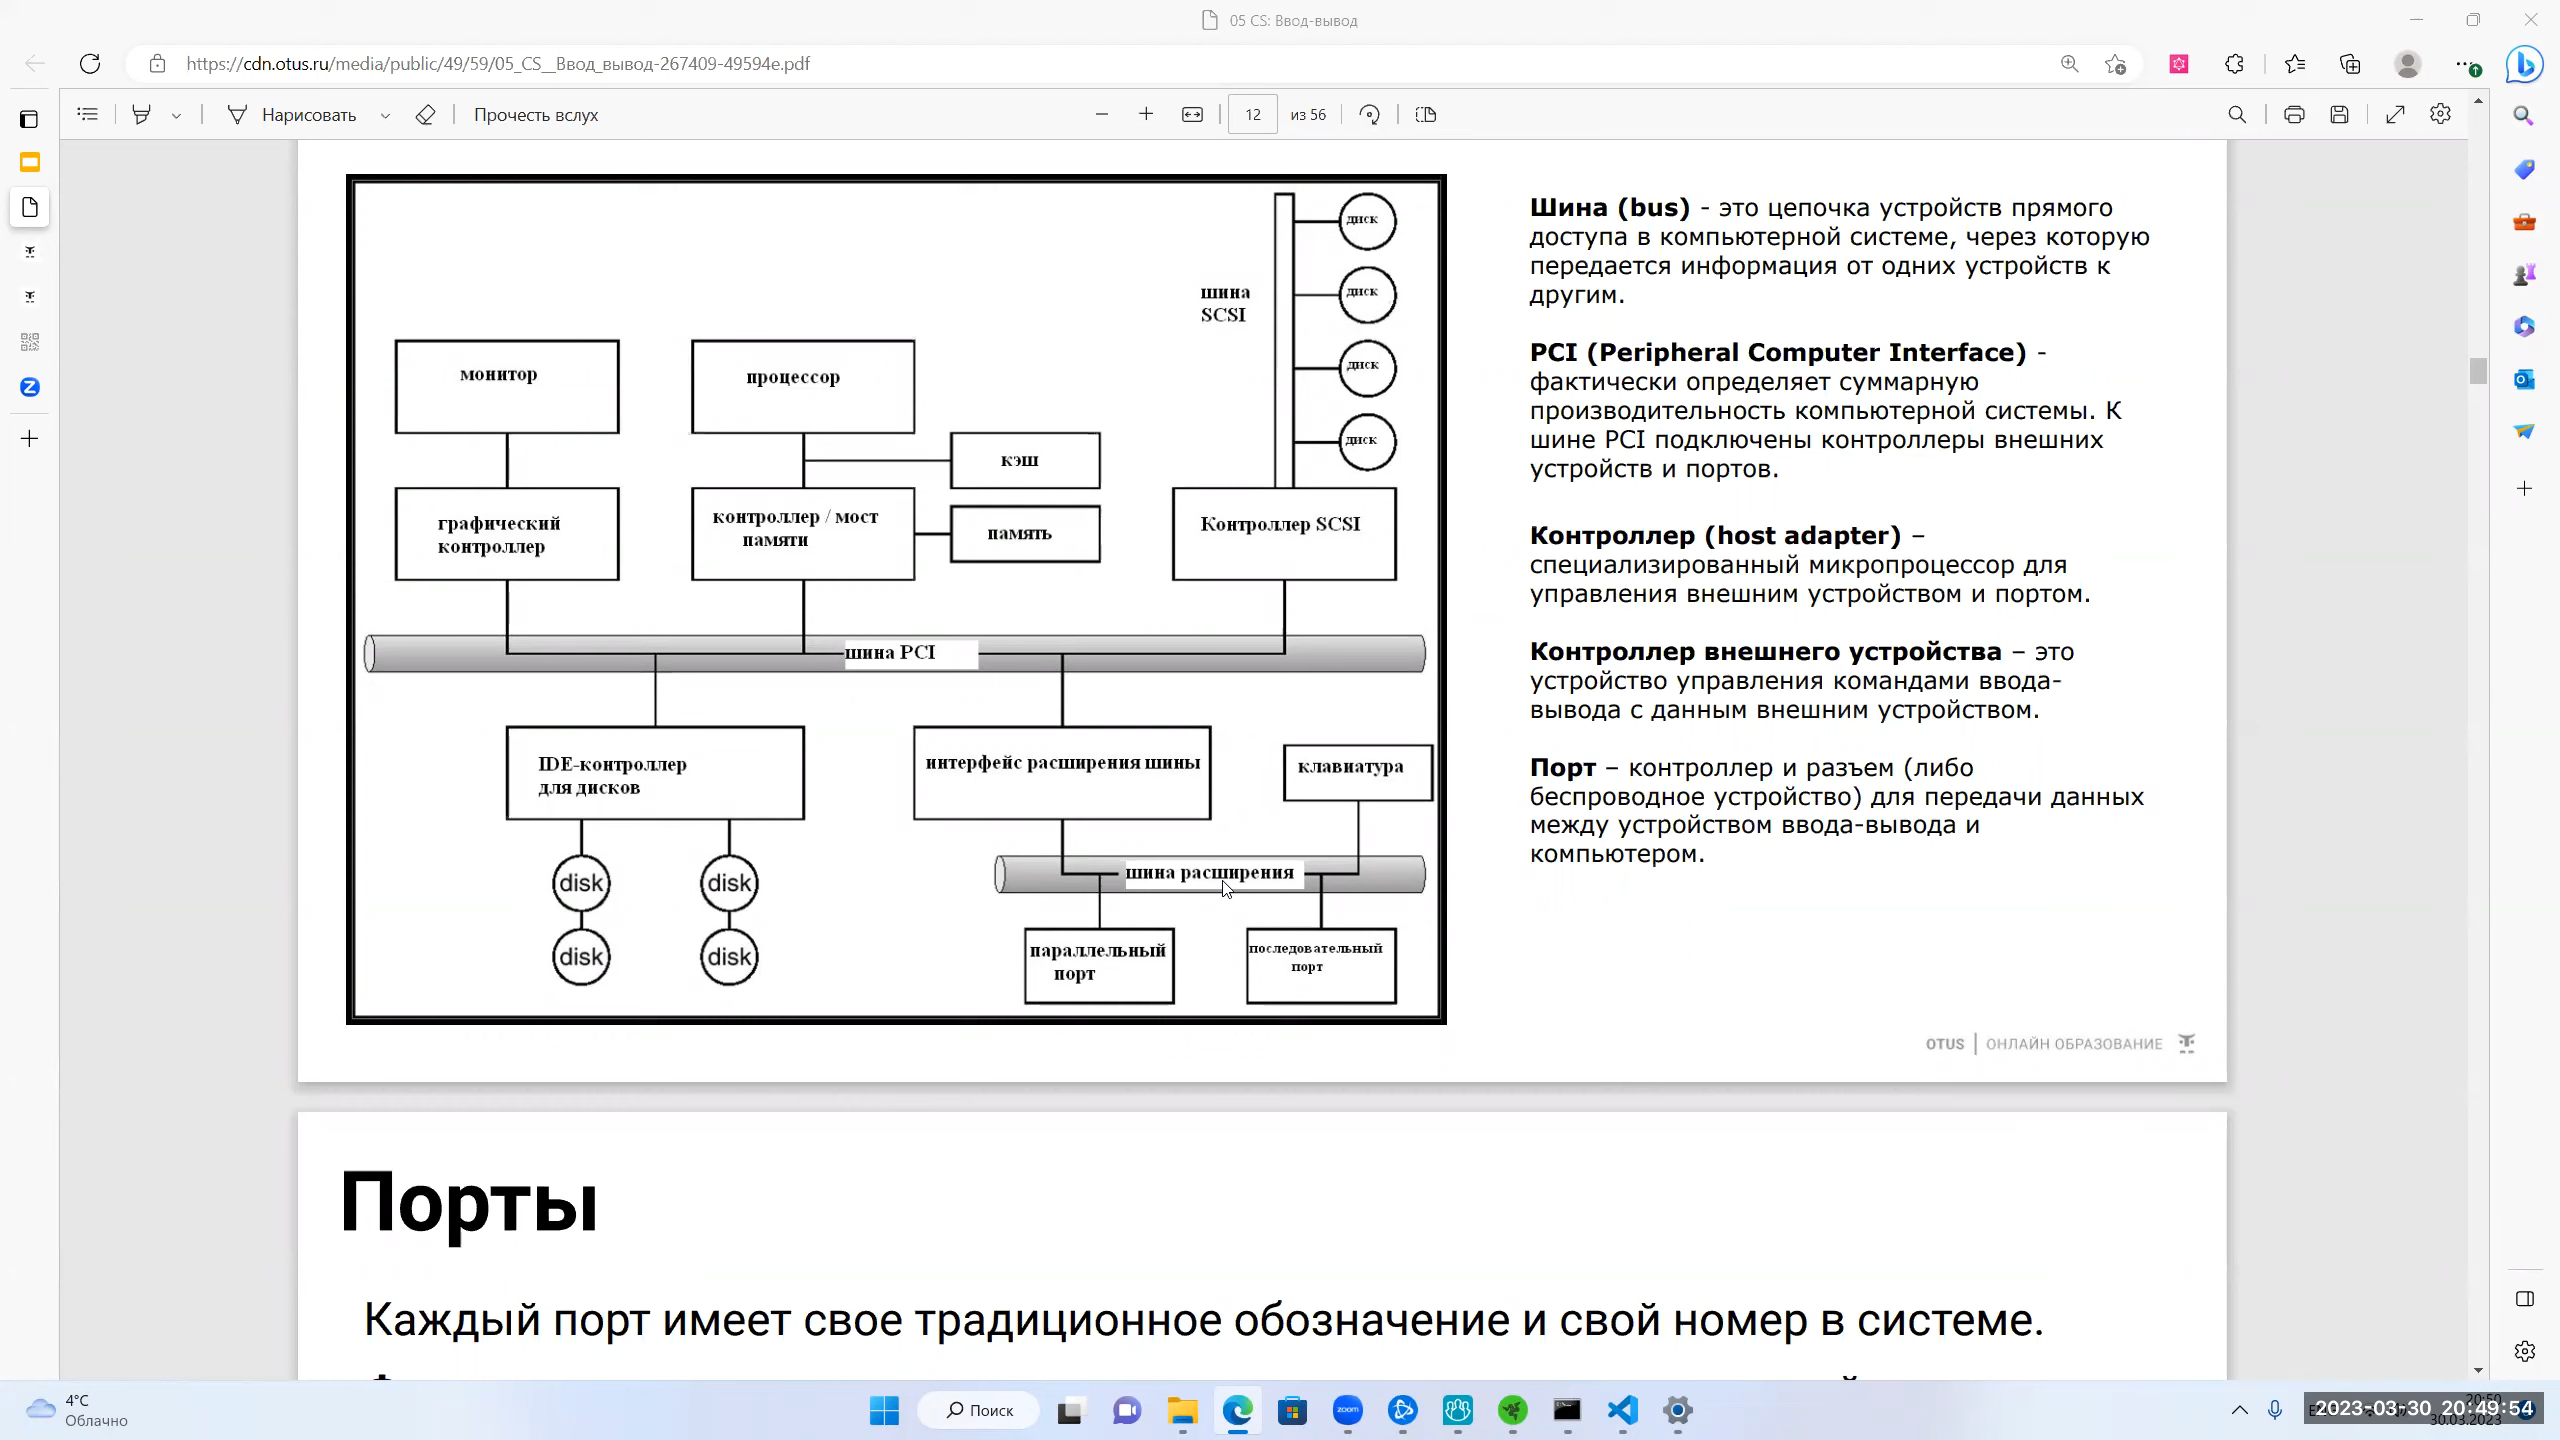 05 CS: Ввод-вывод
https://cdn.otus.ru/media/public/49/59/05_CS__Ввод_вывод-267409-49594e.pdf
Нарисовать
Прочесть вслух
12
из 56
диск
диск
диск
диск
шина
SCSI
монитор
процессор
кэш
графический
контроллер
контроллер / мост
памяти
память
Контроллер SCSI
шина PCI
IDE-контроллер
для дисков
интерфейс расширения шины
клавиатура
disk
disk
disk
disk
шина расширения
параллельный
порт
последовательный
порт
Шина (bus) - это цепочка устройств прямого
доступа в компьютерной системе, через которую
передается информация от одних устройств к
другим.
PCI (Peripheral Computer Interface) -
фактически определяет суммарную
производительность компьютерной системы. К
шине PCI подключены контроллеры внешних
устройств и портов.
Контроллер (host adapter) –
специализированный микропроцессор для
управления внешним устройством и портом.
Контроллер внешнего устройства – это
устройство управления командами ввода-
вывода с данным внешним устройством.
Порт – контроллер и разъем (либо
беспроводное устройство) для передачи данных
между устройством ввода-вывода и
компьютером.
OTUS | ОНЛАЙН ОБРАЗОВАНИЕ
Порты
Каждый порт имеет свое традиционное обозначение и свой номер в системе.
4°C
Облачно
Поиск
zoom
2023-03-30 20:49:54